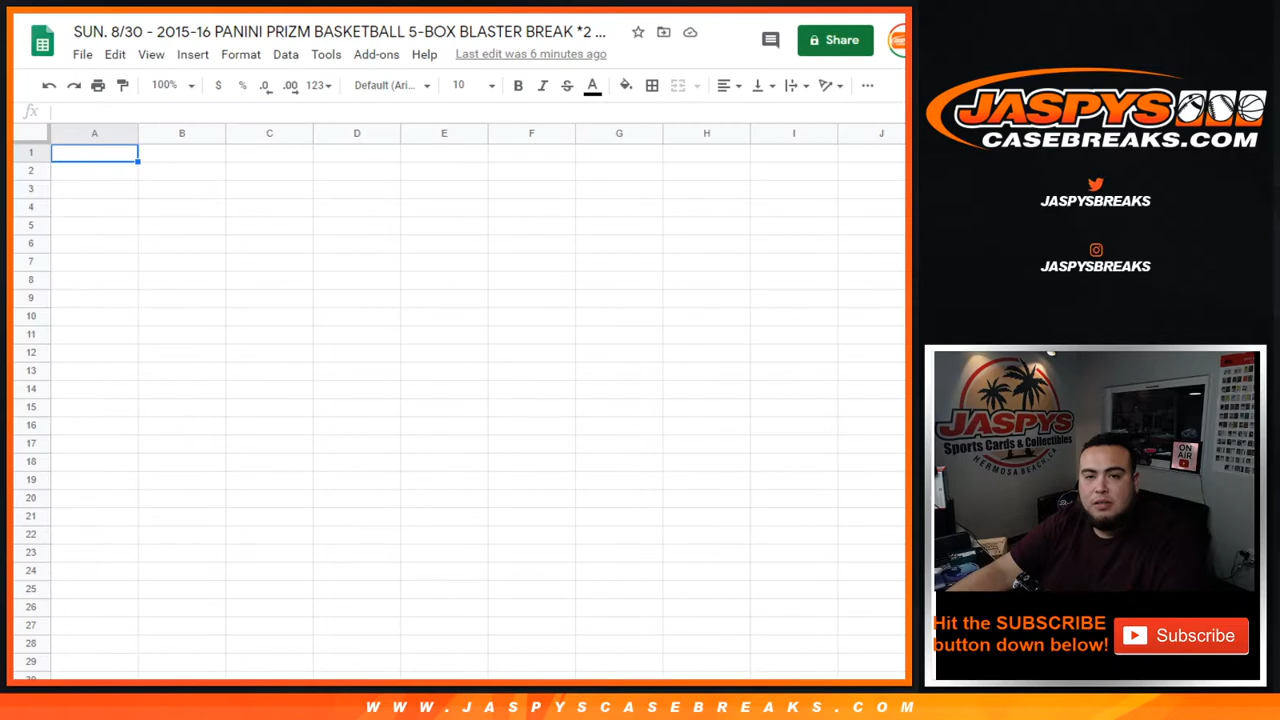 SUN. 8/30 - 2015-16 PANINI PRIZM BASKETBALL 5-BOX BLASTER BREAK *2 ...
Share
File Edit View Insert Format Data Tools Add-ons Help Last edit was 6 minutes ago
100% $ % .0 .00 123 Default (Ari... 10 B I S A
fx
A B C D E F G H I J
1
2
3
4
5
6
7
8
9
10
11
12
13
14
15
16
17
18
19
20
21
22
23
24
25
26
27
28
29
JASPYS
CASEBREAKS.COM
JASPYSBREAKS
JASPYSBREAKS
JASPYS
Sports Cards & Collectibles
HERMOSA BEACH, CA
ON AIR
Hit the SUBSCRIBE
button down below!
Subscribe
WWW.JASPYSCASEBREAKS.COM